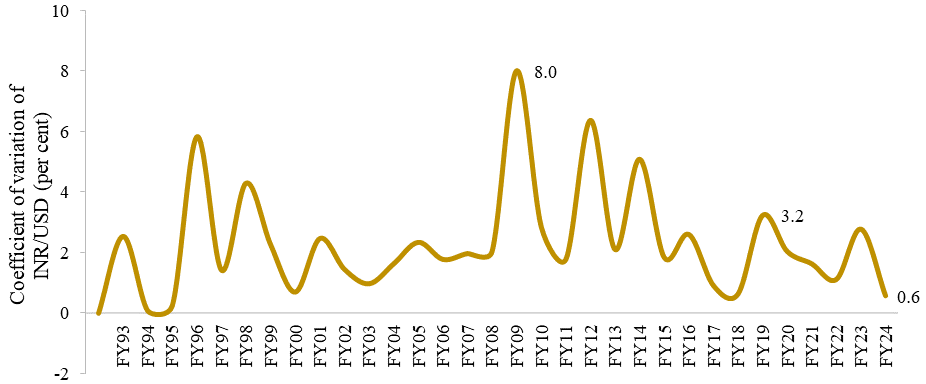 Coefficient of variation of
INR/USD (per cent)
10
8
6
4
2
0
-2
8.0
3.2
0.6
FY93
FY94
FY95
FY96
FY97
FY98
FY99
FY00
FY01
FY02
FY03
FY04
FY05
FY06
FY07
FY08
FY09
FY10
FY11
FY12
FY13
FY14
FY15
FY16
FY17
FY18
FY19
FY20
FY21
FY22
FY23
FY24